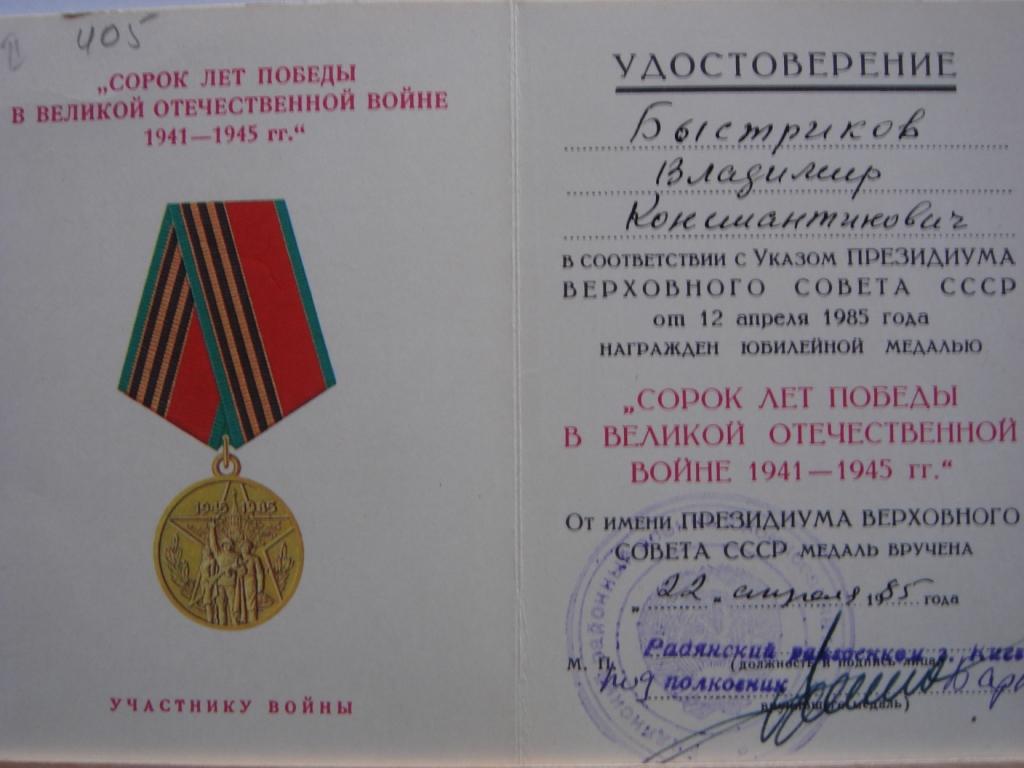 405
„СОРОК ЛЕТ ПОБЕДЫ
В ВЕЛИКОЙ ОТЕЧЕСТВЕННОЙ ВОЙНЕ
1941—1945 гг.“
1945 1985
УЧАСТНИКУ ВОЙНЫ
УДОСТОВЕРЕНИЕ
Быстриков
Владимир
Константинович
В СООТВЕТСТВИИ С УКАЗОМ ПРЕЗИДИУМА
ВЕРХОВНОГО СОВЕТА СССР
от 12 апреля 1985 года
НАГРАЖДЕН ЮБИЛЕЙНОЙ МЕДАЛЬЮ
„СОРОК ЛЕТ ПОБЕДЫ
В ВЕЛИКОЙ ОТЕЧЕСТВЕННОЙ
ВОЙНЕ 1941—1945 гг.“
ОТ ИМЕНИ ПРЕЗИДИУМА ВЕРХОВНОГО
СОВЕТА СССР МЕДАЛЬ ВРУЧЕНА
„22„ апреля 1985 года
Радянский райвоенком г. Киев
М. П. (должность и подпись лица,
подполковник
вручившего медаль)